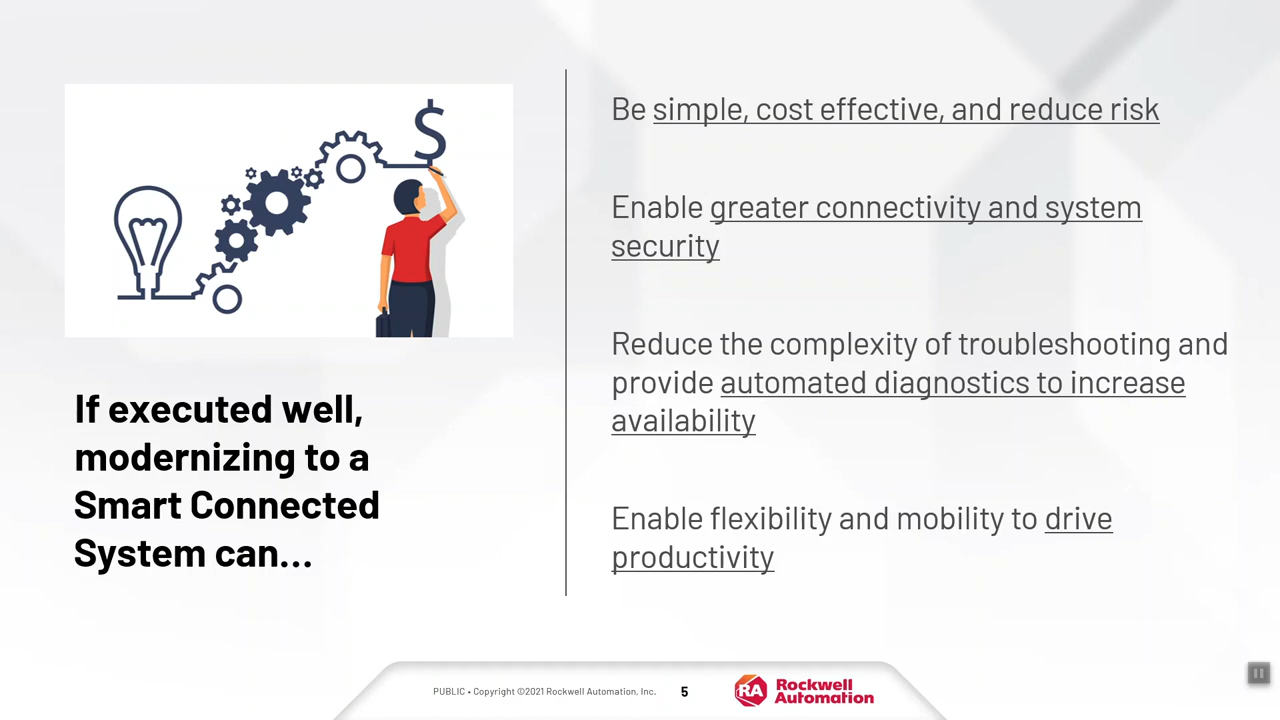 $
If executed well,
modernizing to a
Smart Connected
System can...
Be simple, cost effective, and reduce risk
Enable greater connectivity and system
security
Reduce the complexity of troubleshooting and
provide automated diagnostics to increase
availability
Enable flexibility and mobility to drive
productivity
PUBLIC • Copyright ©2021 Rockwell Automation, Inc.
5
RA
Rockwell
Automation